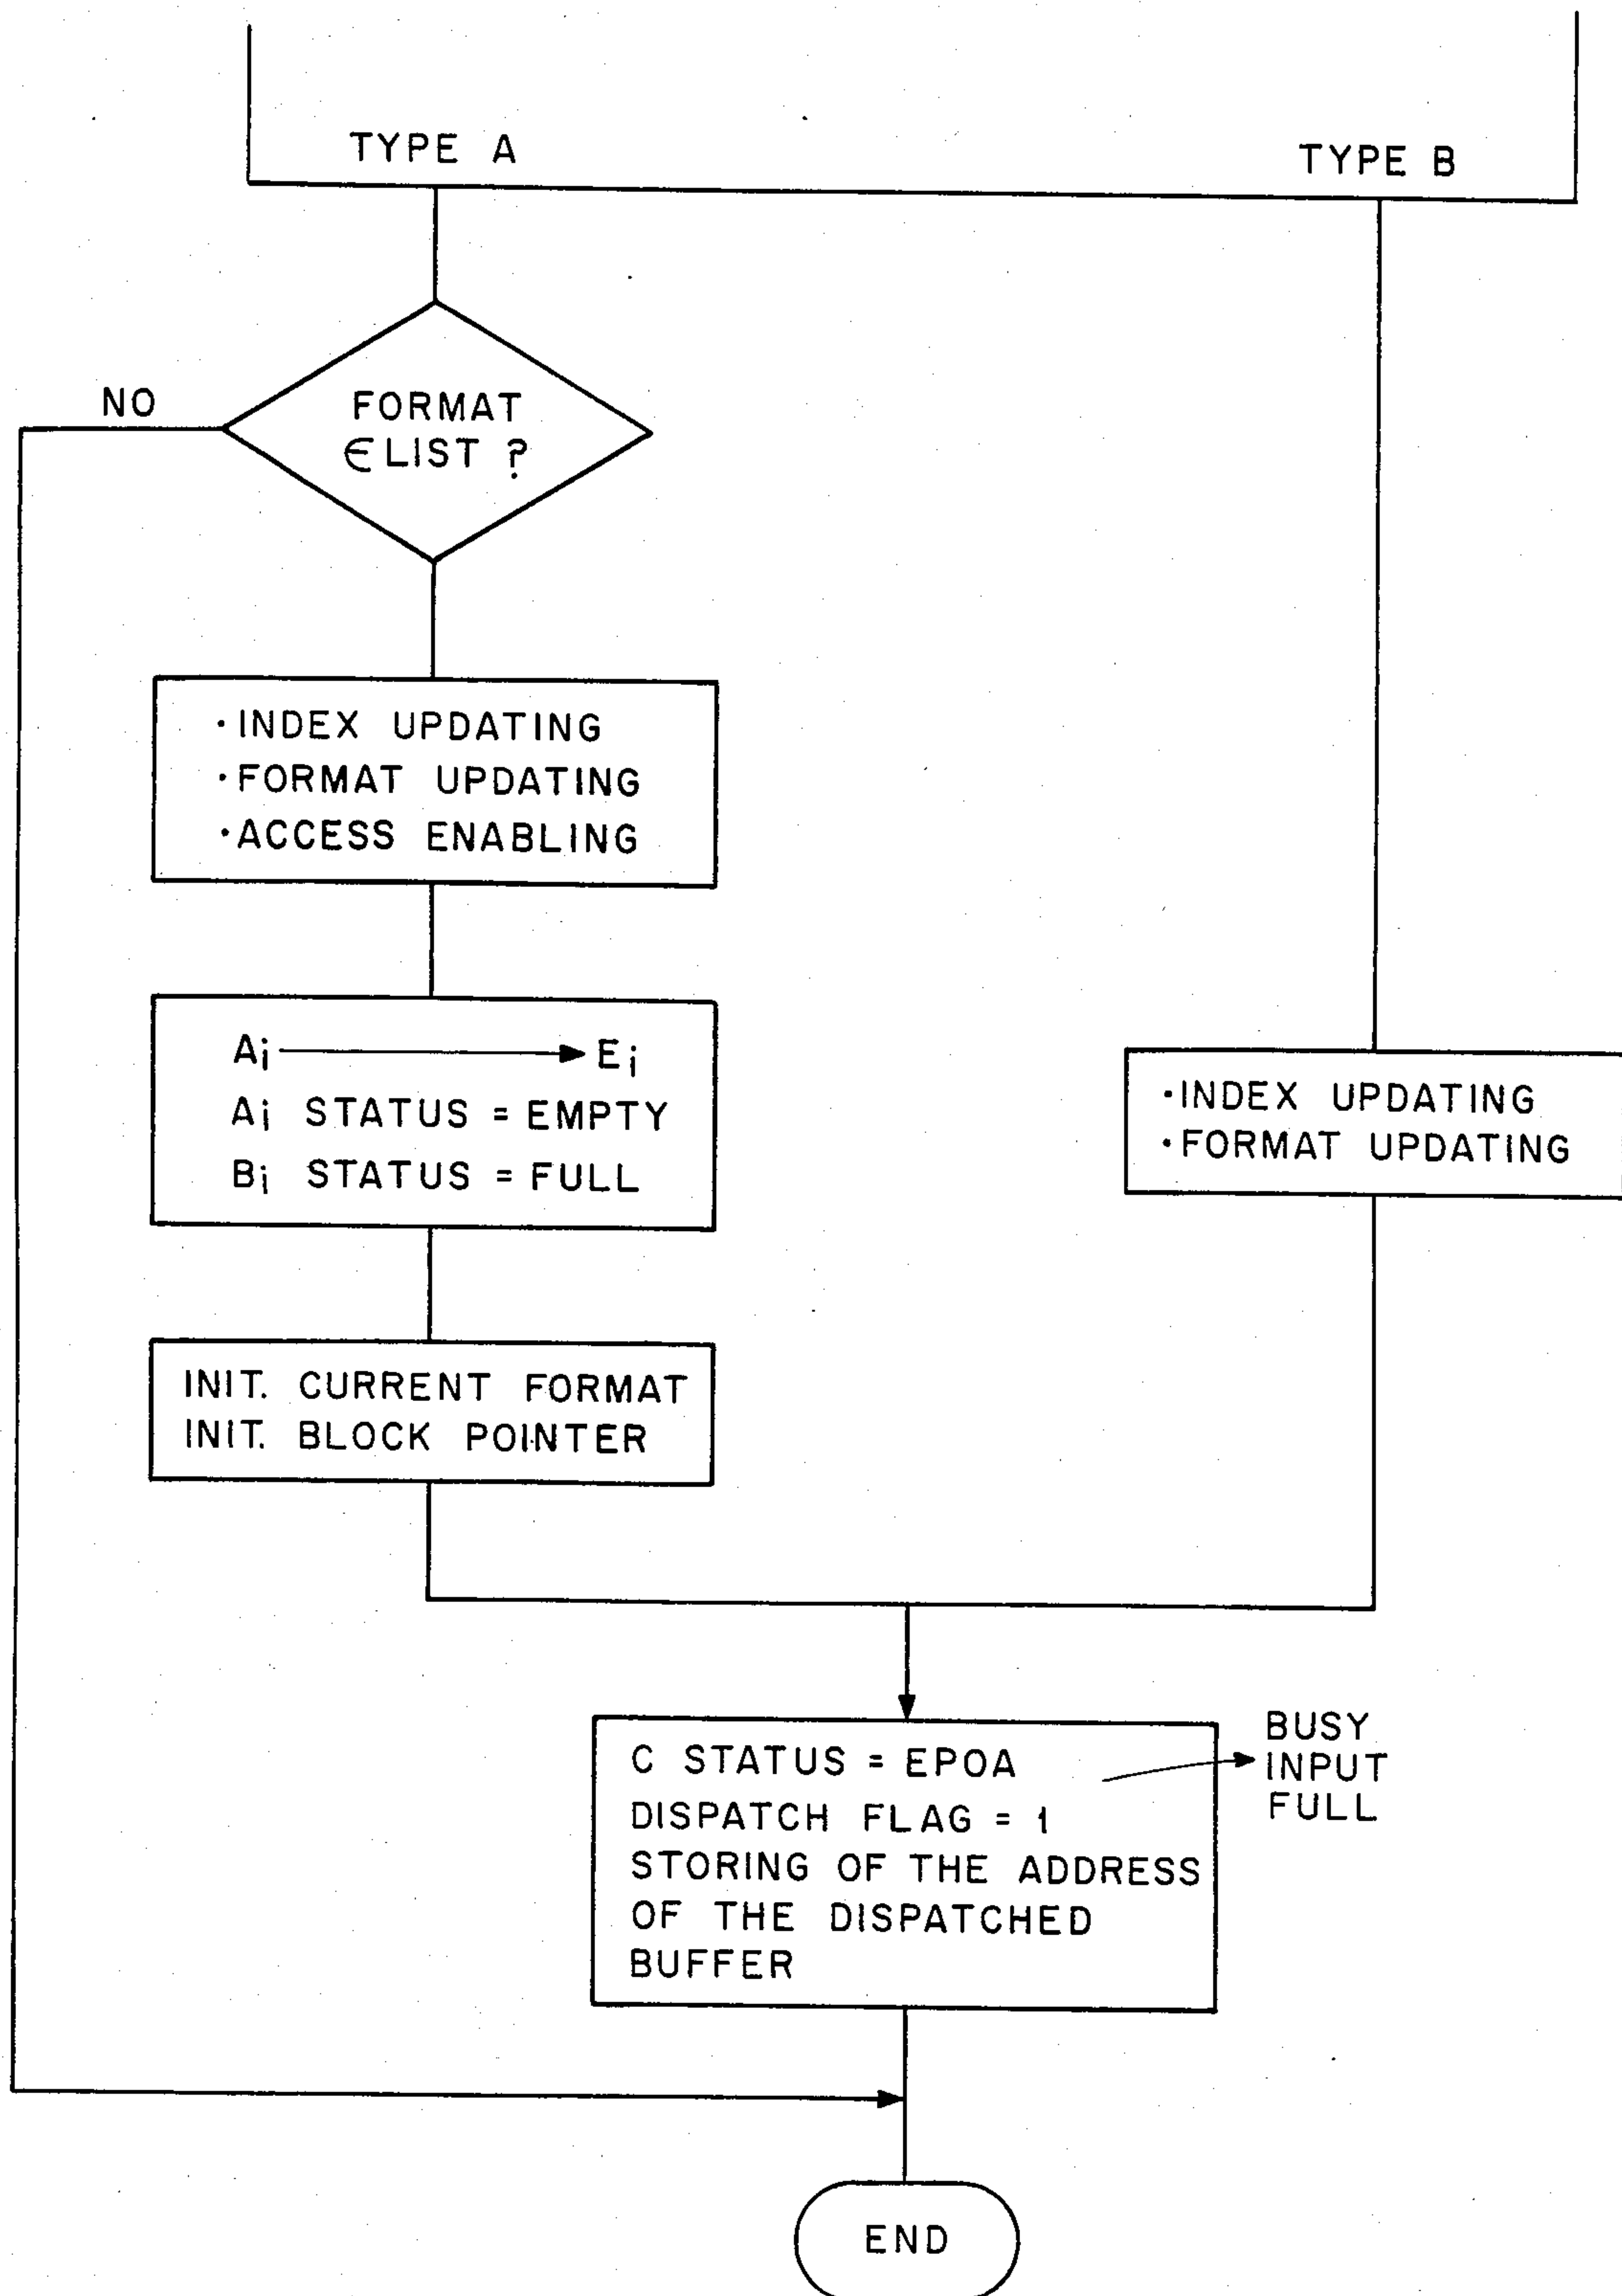 TYPE A
TYPE B
NO
FORMAT
∈ LIST ?
·INDEX UPDATING
·FORMAT UPDATING
·ACCESS ENABLING
Ai → Ei
Ai STATUS = EMPTY
Bi STATUS = FULL
·INDEX UPDATING
·FORMAT UPDATING
INIT. CURRENT FORMAT
INIT. BLOCK POINTER
C STATUS = EPOA
DISPATCH FLAG = 1
STORING OF THE ADDRESS
OF THE DISPATCHED
BUFFER
BUSY
INPUT
FULL
END